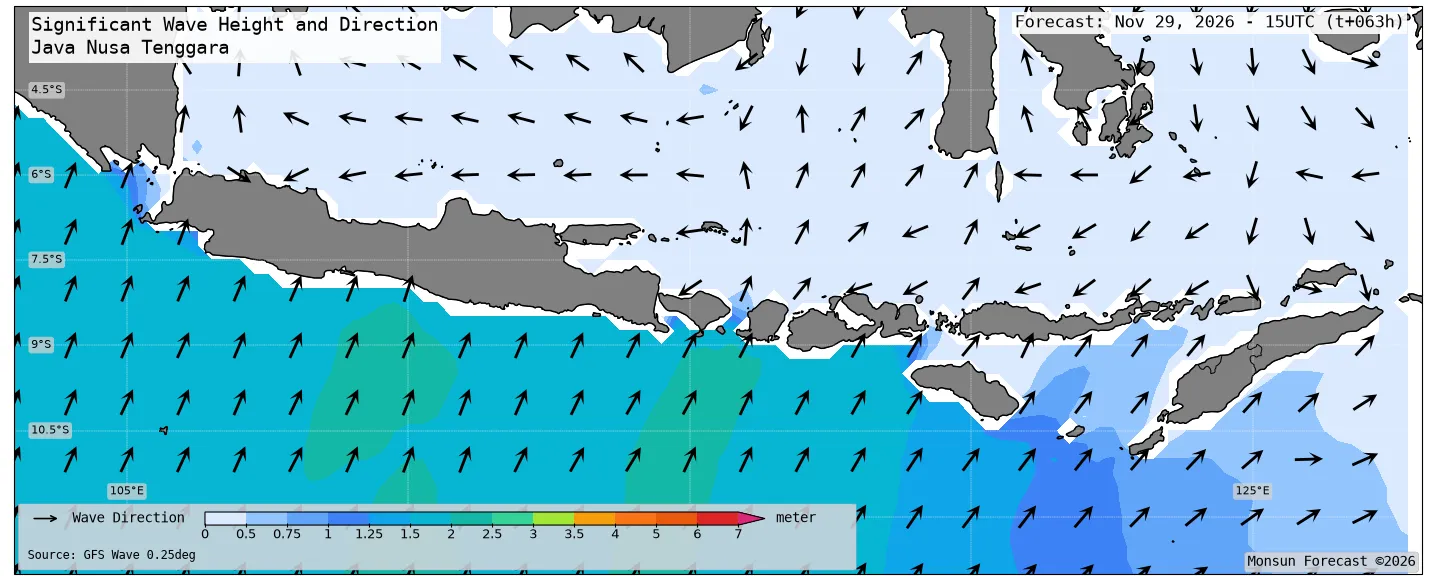 Significant Wave Height and Direction
Java Nusa Tenggara
Forecast: Nov 29, 2026 - 15UTC (t+063h)
4.5°S
6°S
7.5°S
9°S
10.5°S
105°E
125°E
Wave Direction
meter
0 0.5 0.75 1 1.25 1.5 2 2.5 3 3.5 4 5 6 7
Source: GFS Wave 0.25deg
Monsun Forecast ©2026